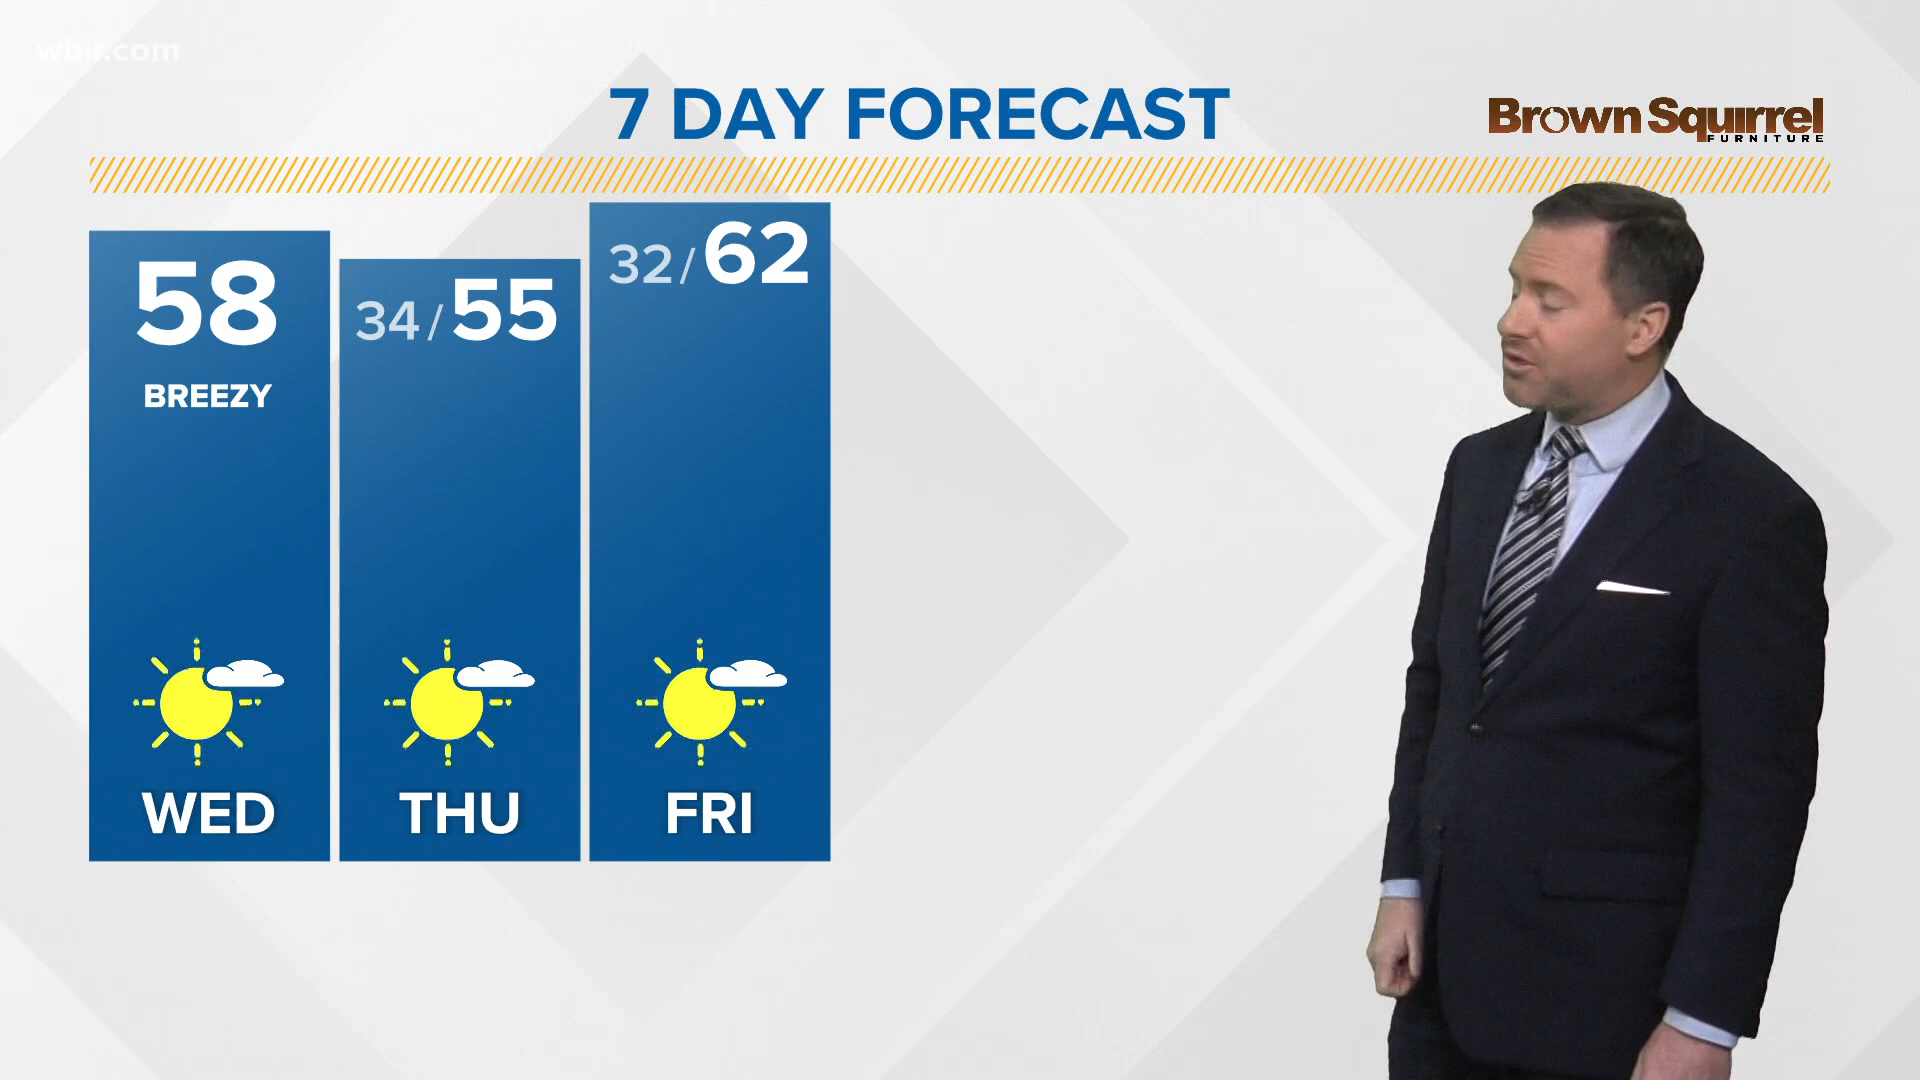 wbir.com
7 DAY FORECAST
Brown Squirrel
FURNITURE
58
BREEZY
WED
34/55
THU
32/62
FRI